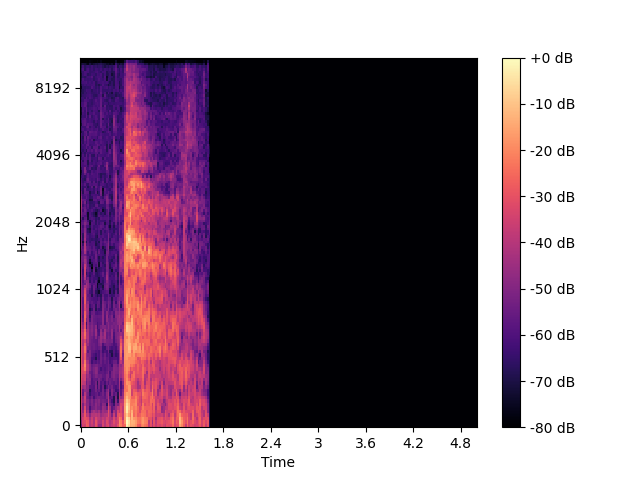 +0 dB
8192
-10 dB
4096
-20 dB
-30 dB
2048
-40 dB
Hz
1024
-50 dB
-60 dB
512
-70 dB
0
-80 dB
0 0.6 1.2 1.8 2.4 3 3.6 4.2 4.8
Time